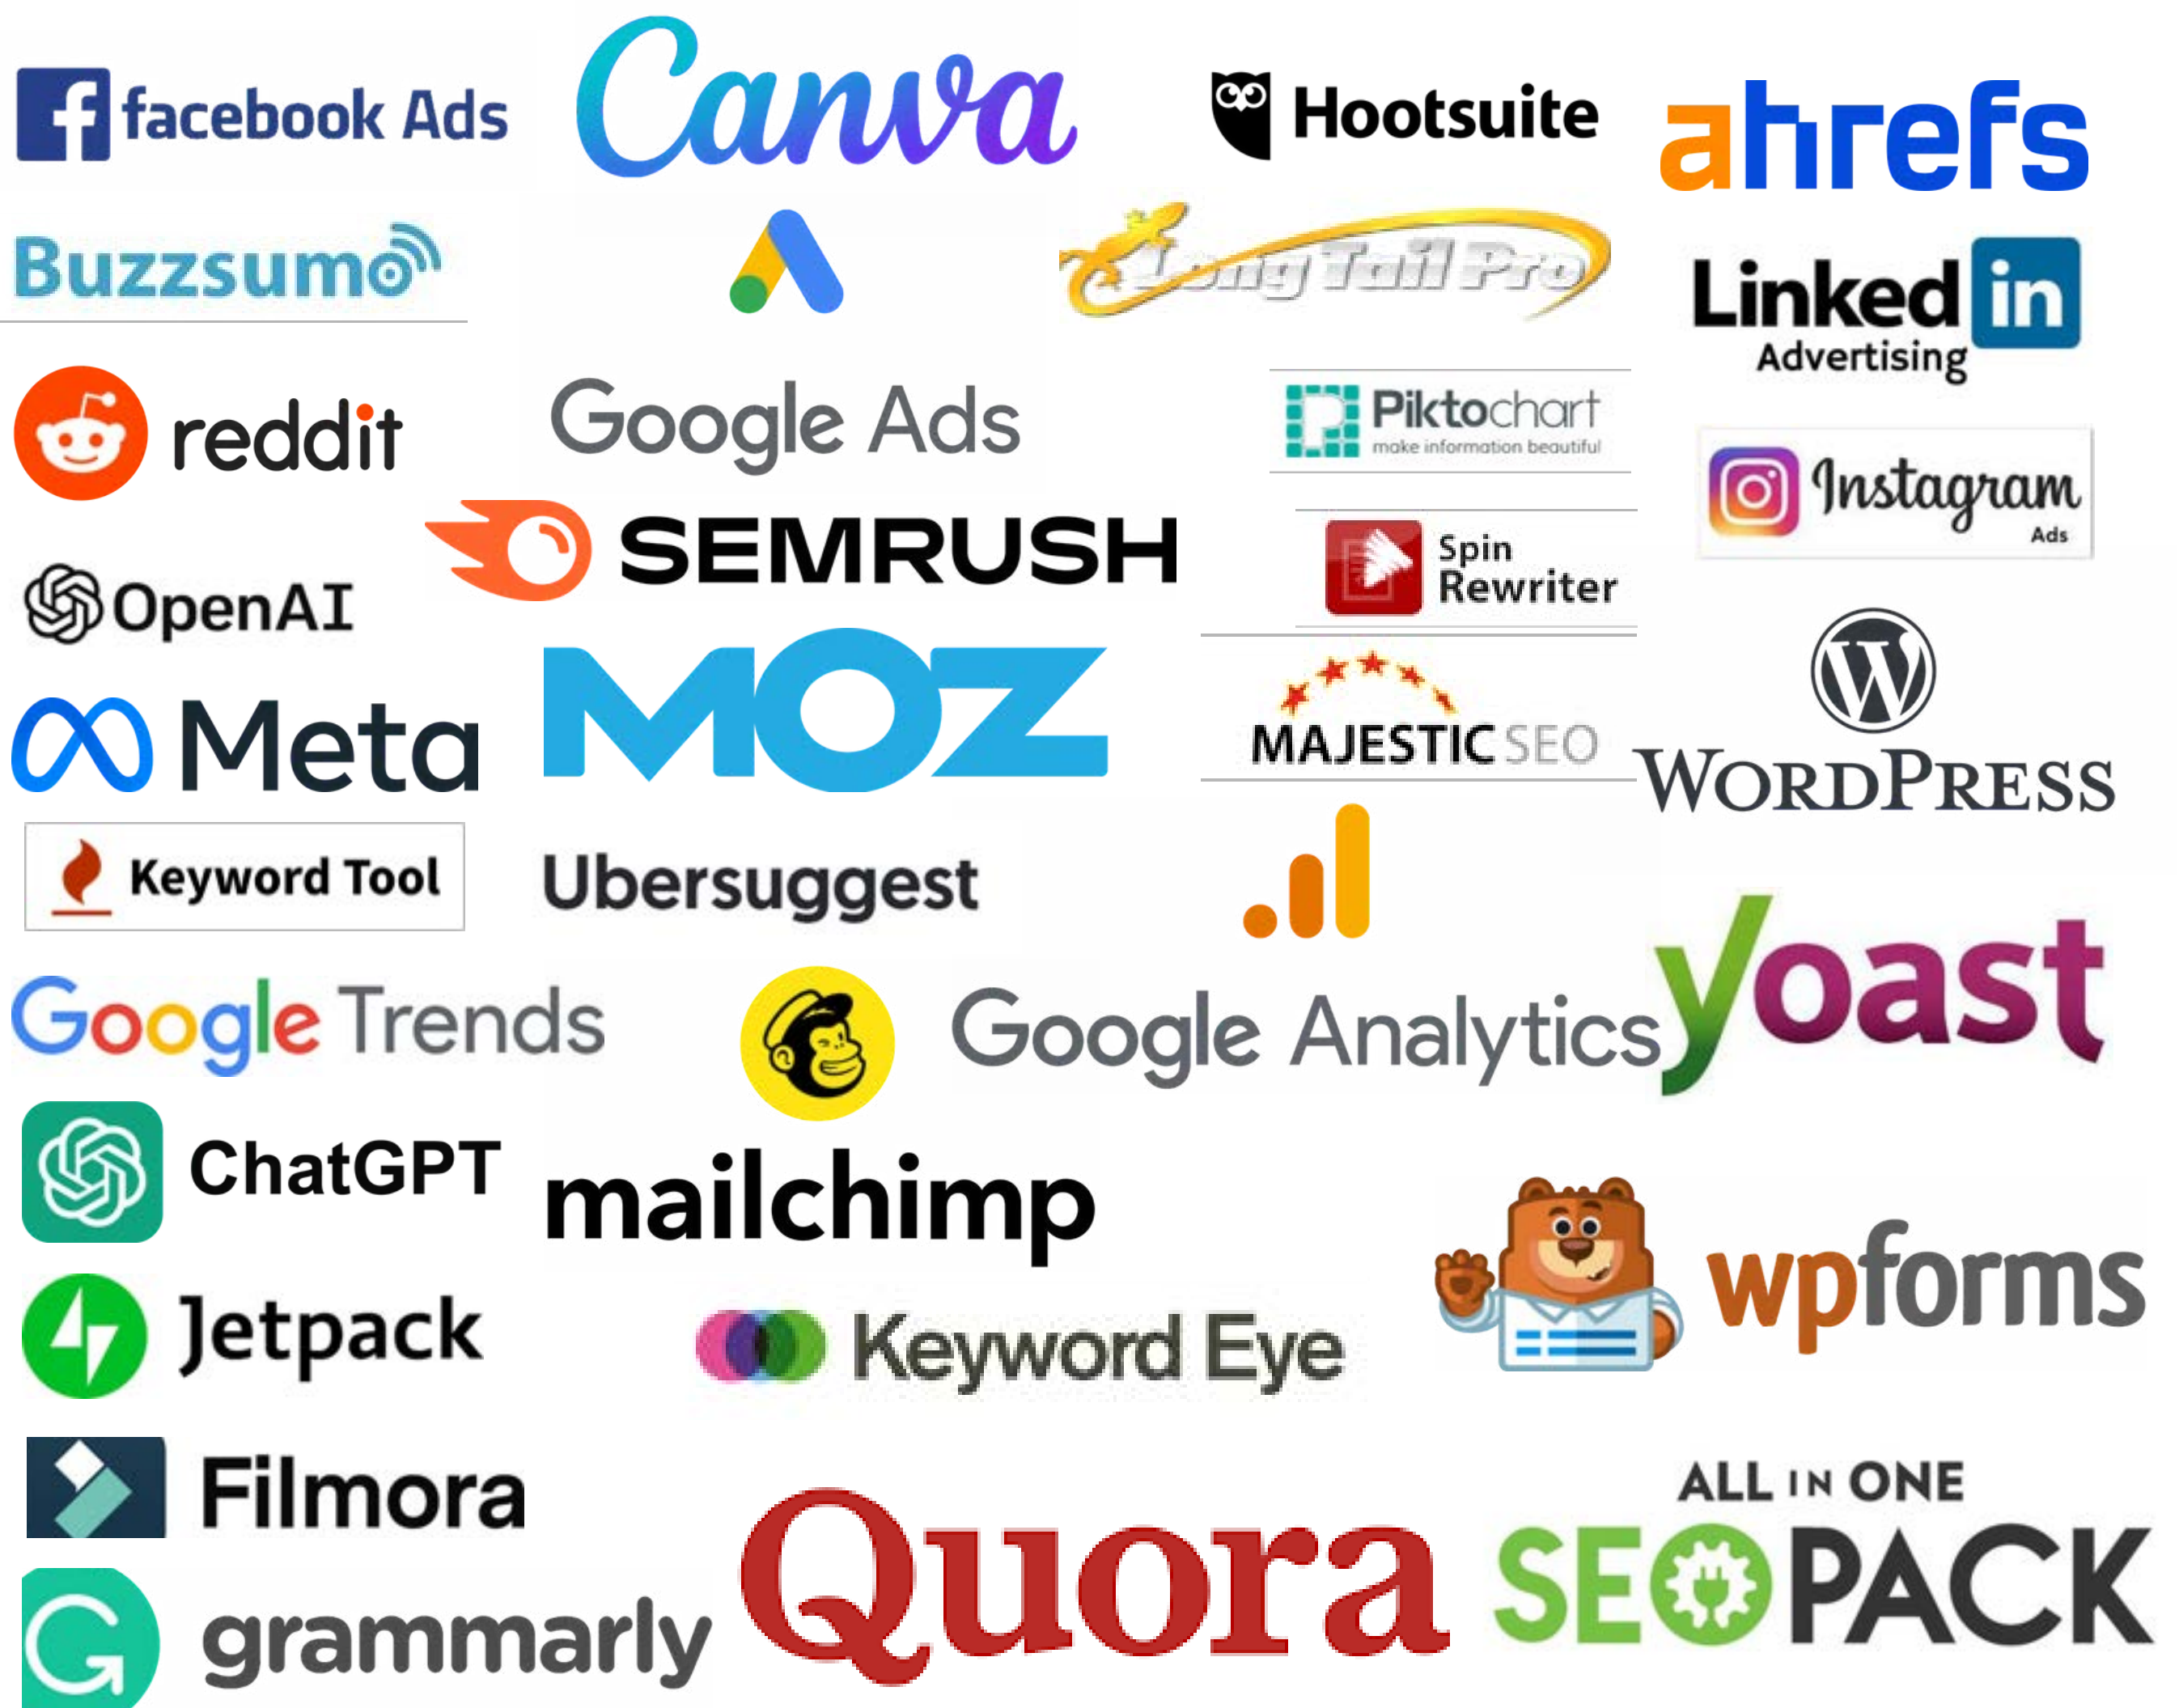 facebook Ads
Canva
Hootsuite
ahrefs
Buzzsumo
Long Tail Pro
Linked in
Advertising
reddit
Google Ads
Piktochart
make information beautiful
Instagram
Ads
SEMRUSH
Spin
Rewriter
OpenAI
MOZ
Meta
MAJESTIC SEO
WORDPRESS
Keyword Tool
Ubersuggest
yoast
Google Trends
Google Analytics
ChatGPT
mailchimp
wpforms
Jetpack
Keyword Eye
Filmora
Quora
ALL IN ONE
SEO PACK
grammarly